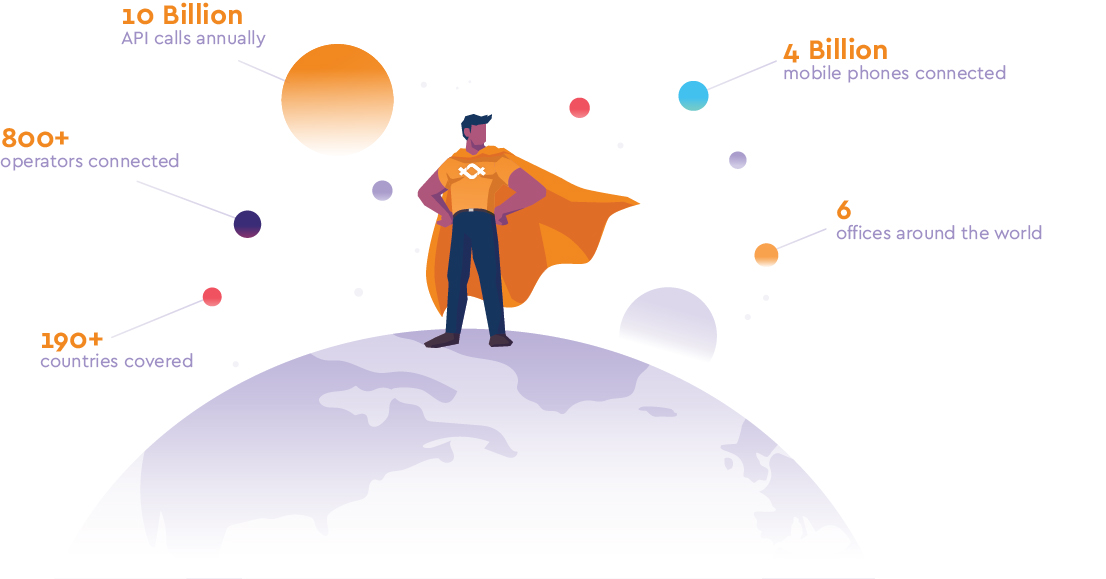 10 Billion
API calls annually
4 Billion
mobile phones connected
800+
operators connected
6
offices around the world
190+
countries covered